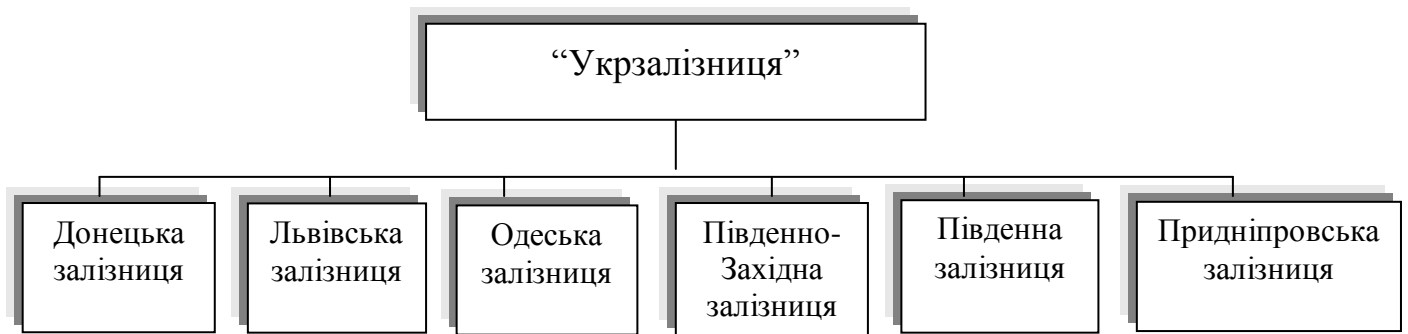 “Укрзалізниця”
Донецька
залізниця
Львівська
залізниця
Одеська
залізниця
Південно-
Західна
залізниця
Південна
залізниця
Придніпровська
залізниця